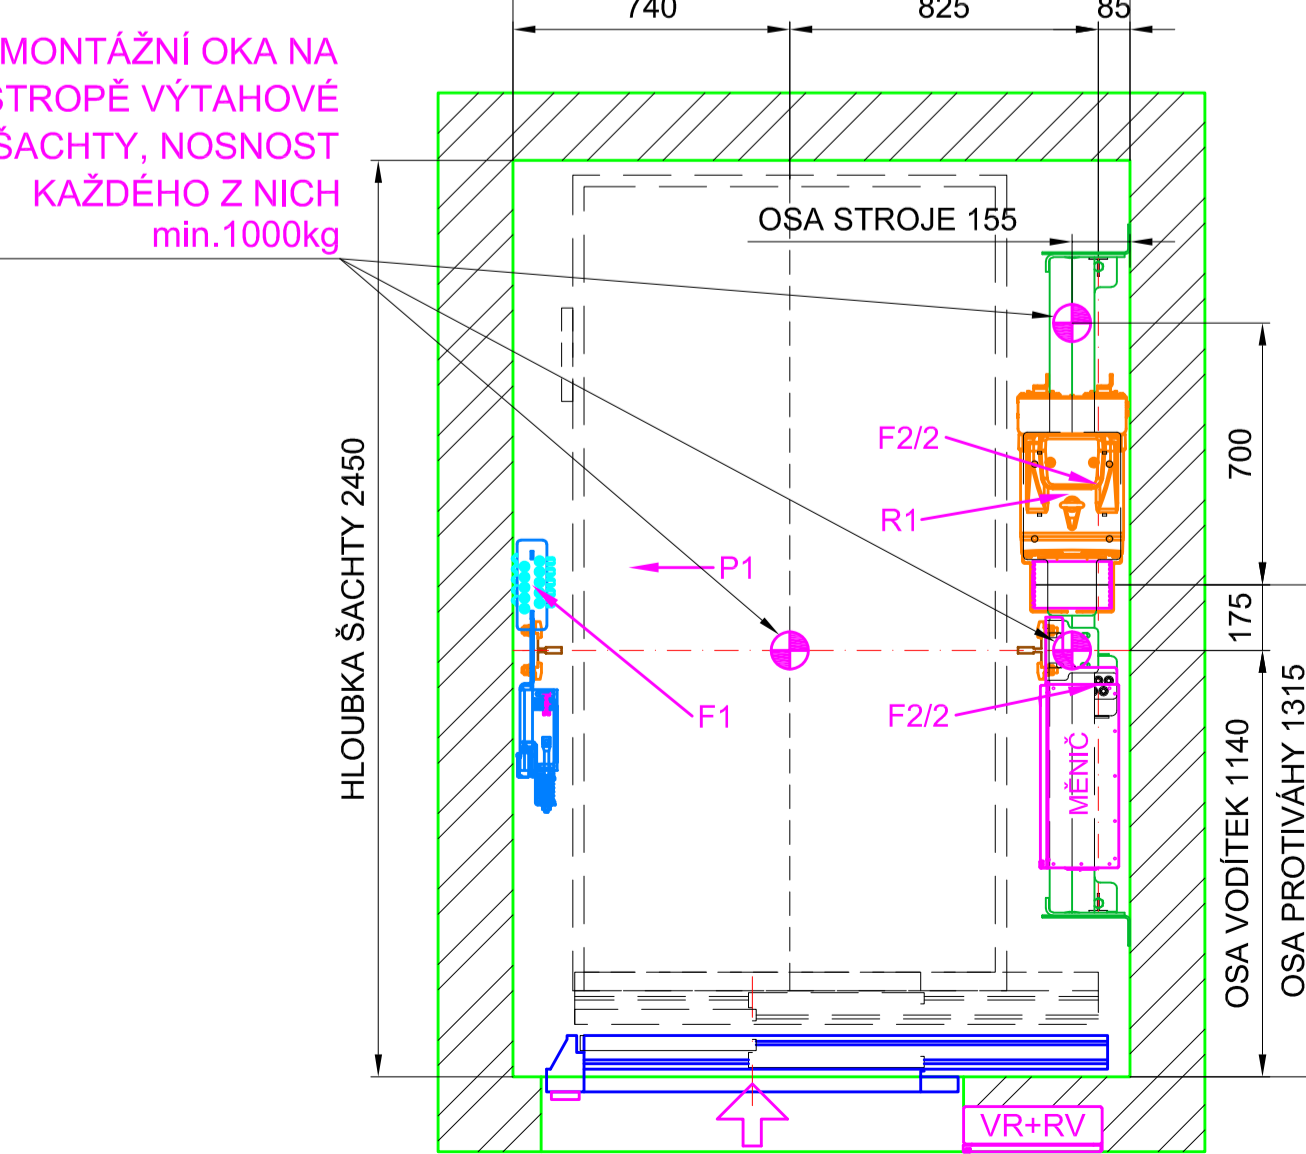 740
825
85
MONTÁŽNÍ OKA NA
STROPĚ VÝTAHOVÉ
ŠACHTY, NOSNOST
KAŽDÉHO Z NICH
min.1000kg
OSA STROJE 155
HLOUBKA ŠACHTY 2450
F2/2
R1
P1
F1
F2/2
MĚNIČ
700
175
OSA VODÍTEK 1140
OSA PROTIVÁHY 1315
VR+RV